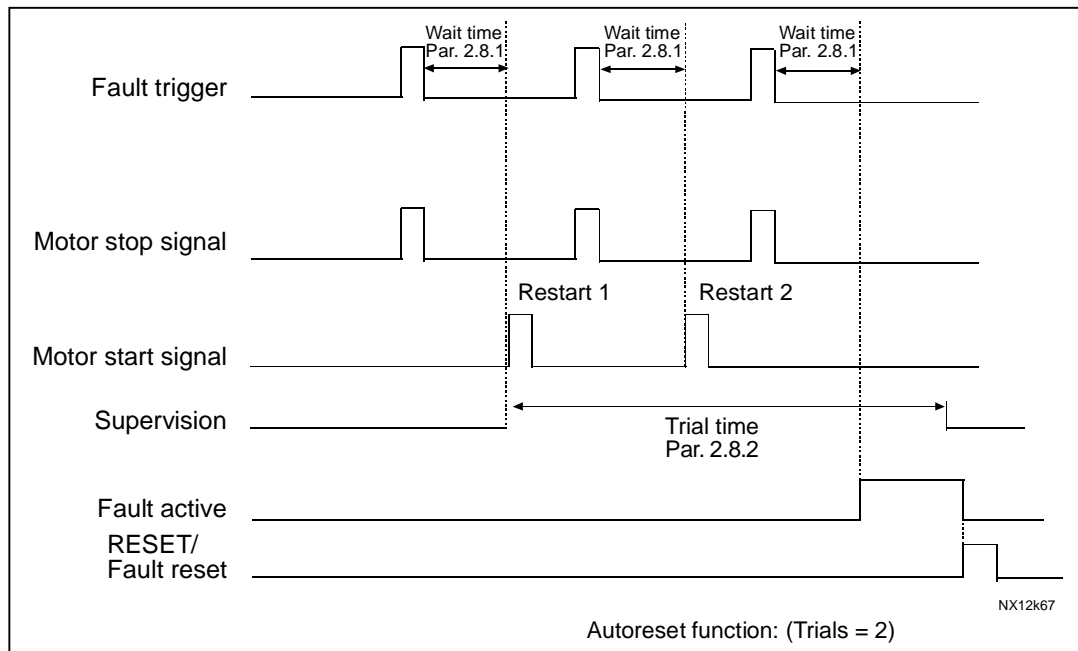 Wait time
Par. 2.8.1
Wait time
Par. 2.8.1
Wait time
Par. 2.8.1
Fault trigger
Motor stop signal
Restart 1
Restart 2
Motor start signal
Supervision
Trial time
Par. 2.8.2
Fault active
RESET/
Fault reset
NX12k67
Autoreset function: (Trials = 2)